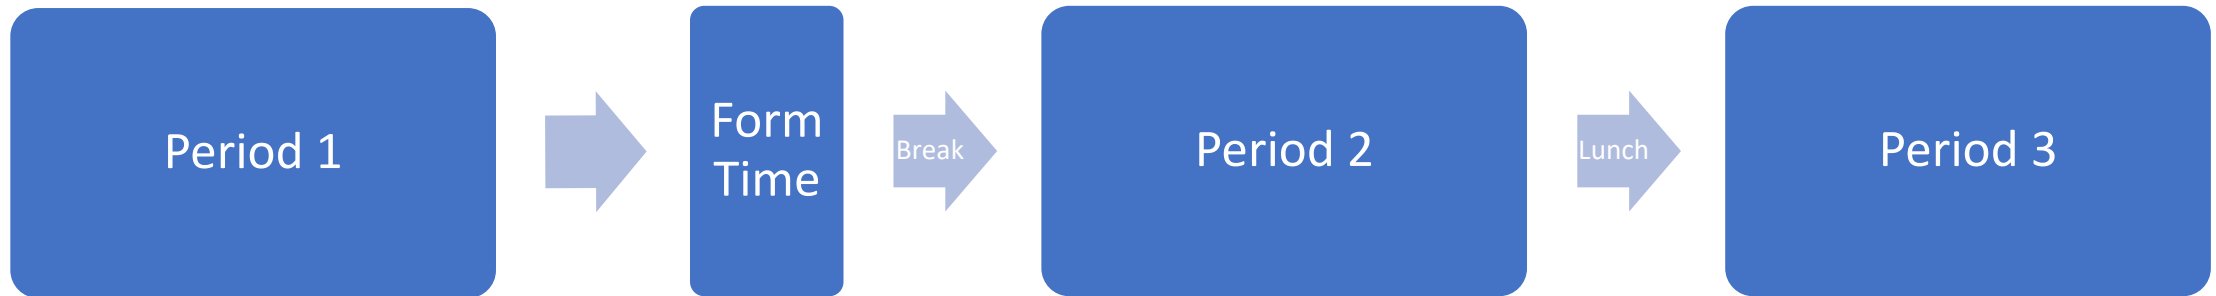 Period 1
Form
Time
Break
Period 2
Lunch
Period 3